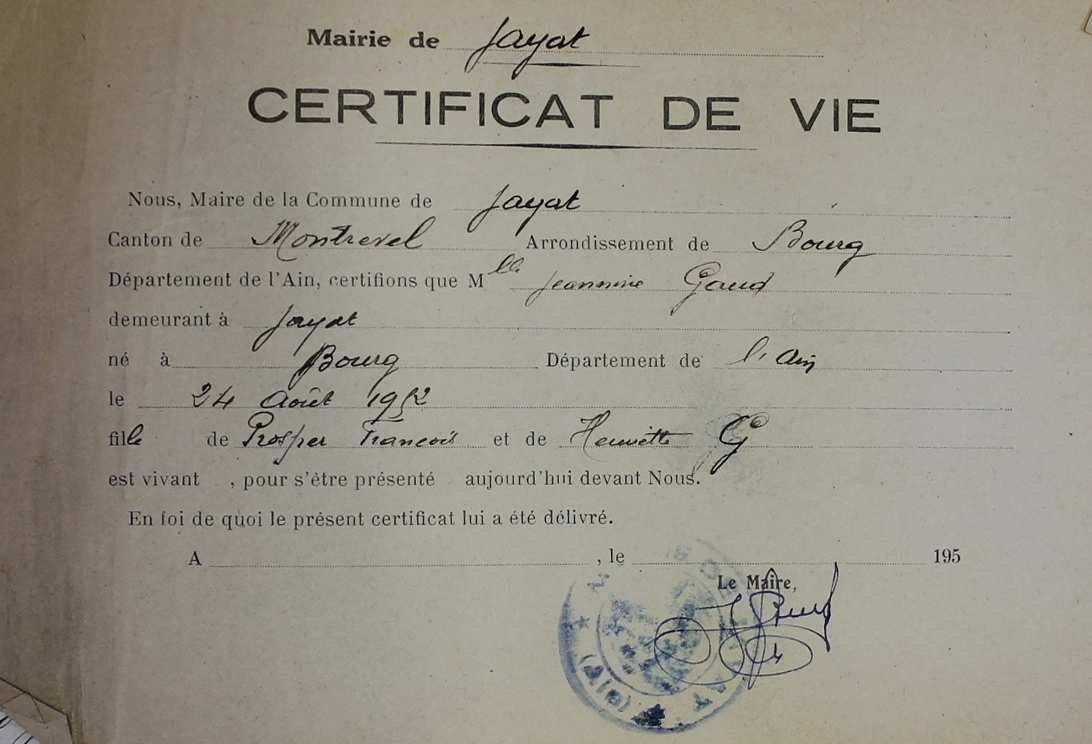 Mairie de Jayat
CERTIFICAT DE VIE
Nous, Maire de la Commune de Jayat
Canton de Montrevel Arrondissement de Bourg
Département de l'Ain, certifions que Mlle Jeannine Gaud
demeurant à Jayat
né à Bourg Département de l'Ain
le 24 Août 1952
fille de Prosper François et de Henriette G
est vivant , pour s'être présenté aujourd'hui devant Nous.
En foi de quoi le présent certificat lui a été délivré.
A , le 195
Le Maire,
(Ain)